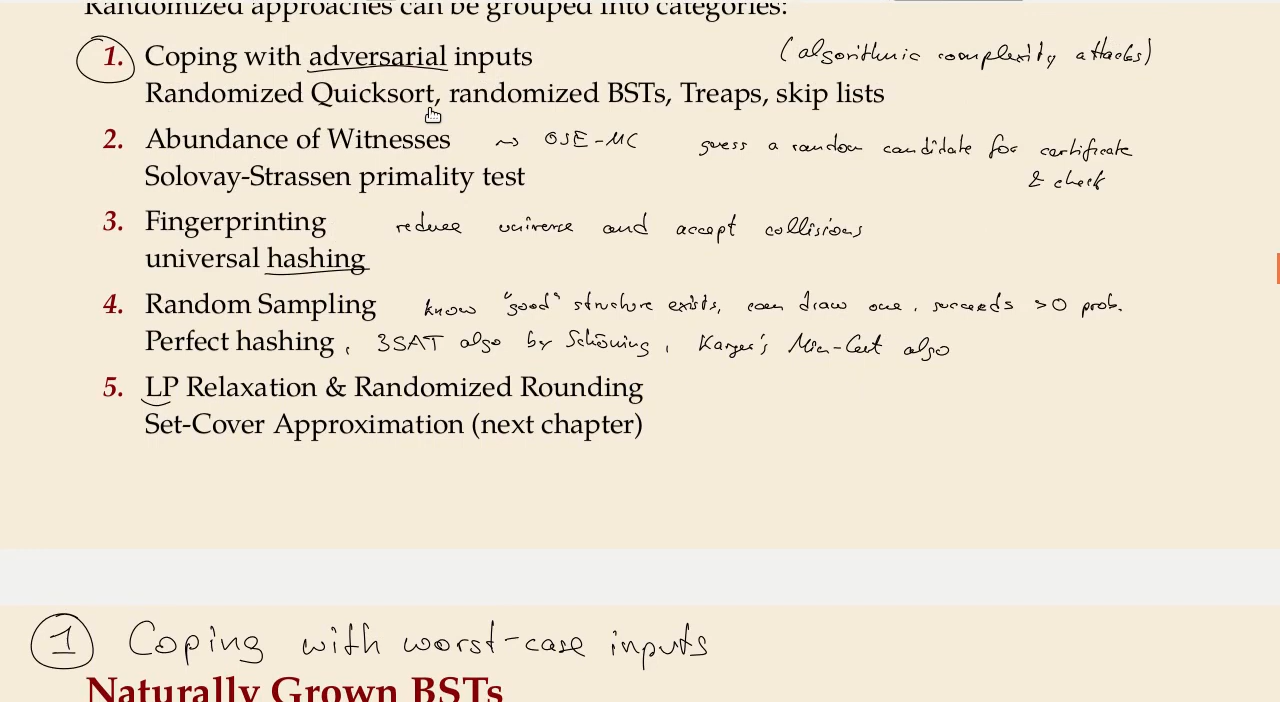 Randomized approaches can be grouped into categories:
1. Coping with adversarial inputs (algorithmic complexity attacks)
Randomized Quicksort, randomized BSTs, Treaps, skip lists
2. Abundance of Witnesses ⇝ OSE-MC guess a random candidate for certificate
Solovay-Strassen primality test & check
3. Fingerprinting reduce universe and accept collisions
universal hashing
4. Random Sampling know "good" structure exists, can draw one, succeeds >0 prob.
Perfect hashing, 3SAT algo by Schöning, Karger's Min-Cut algo
5. LP Relaxation & Randomized Rounding
Set-Cover Approximation (next chapter)
1 Coping with worst-case inputs
Naturally Grown BSTs